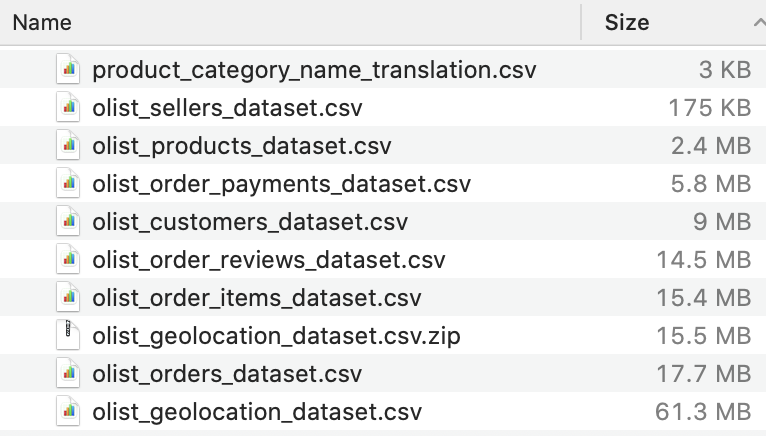 Name Size
product_category_name_translation.csv 3 KB
olist_sellers_dataset.csv 175 KB
olist_products_dataset.csv 2.4 MB
olist_order_payments_dataset.csv 5.8 MB
olist_customers_dataset.csv 9 MB
olist_order_reviews_dataset.csv 14.5 MB
olist_order_items_dataset.csv 15.4 MB
olist_geolocation_dataset.csv.zip 15.5 MB
olist_orders_dataset.csv 17.7 MB
olist_geolocation_dataset.csv 61.3 MB